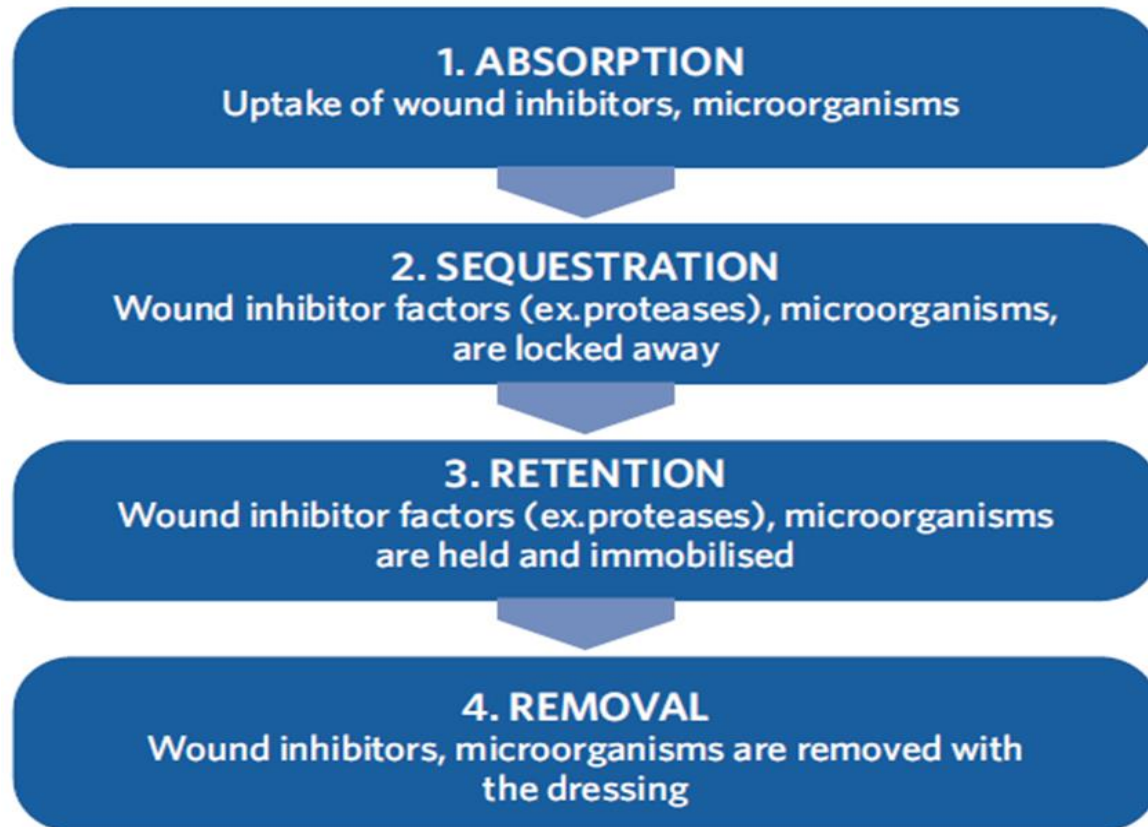 1. ABSORPTION
Uptake of wound inhibitors, microorganisms
2. SEQUESTRATION
Wound inhibitor factors (ex.proteases), microorganisms,
are locked away
3. RETENTION
Wound inhibitor factors (ex.proteases), microorganisms
are held and immobilised
4. REMOVAL
Wound inhibitors, microorganisms are removed with
the dressing